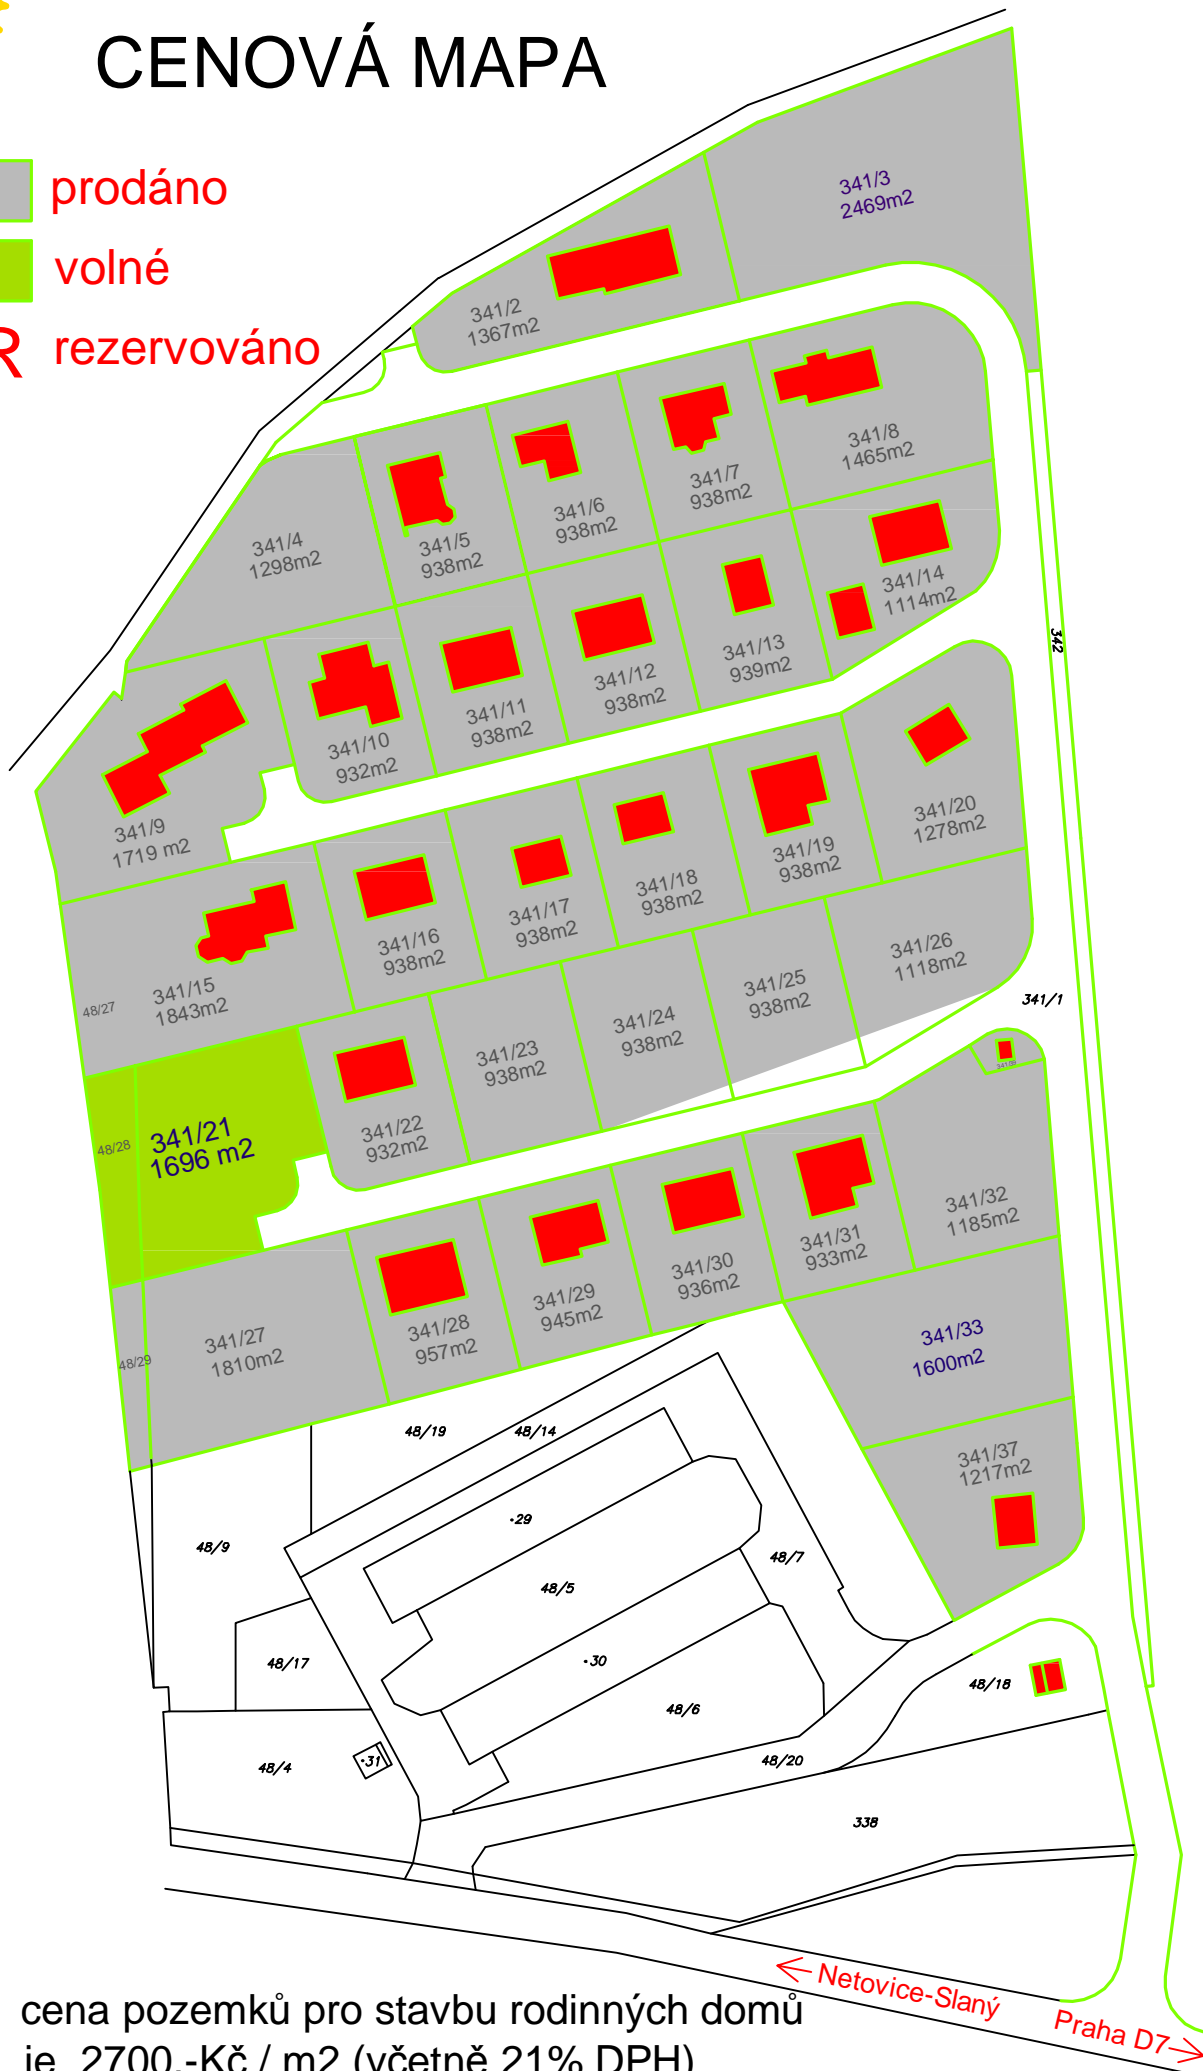 CENOVÁ MAPA
prodáno
volné
R rezervováno
341/3
2469m2
341/2
1367m2
341/8
1465m2
341/7
938m2
341/6
938m2
341/5
938m2
341/4
1298m2
341/14
1114m2
341/13
939m2
341/12
938m2
341/11
938m2
341/10
932m2
341/9
1719 m2
342
341/20
1278m2
341/19
938m2
341/18
938m2
341/17
938m2
341/16
938m2
341/15
1843m2
48/27
341/26
1118m2
341/25
938m2
341/24
938m2
341/23
938m2
341/22
932m2
341/21
1696 m2
48/28
341/1
341/32
1185m2
341/31
933m2
341/30
936m2
341/29
945m2
341/28
957m2
341/27
1810m2
48/29
341/33
1600m2
341/37
1217m2
48/19
48/14
·29
48/9
48/5
48/7
48/17
·30
48/18
48/6
48/4
·31
48/20
338
Netovice-Slaný
Praha D7
cena pozemků pro stavbu rodinných domů
je 2700,-Kč / m2 (včetně 21% DPH)